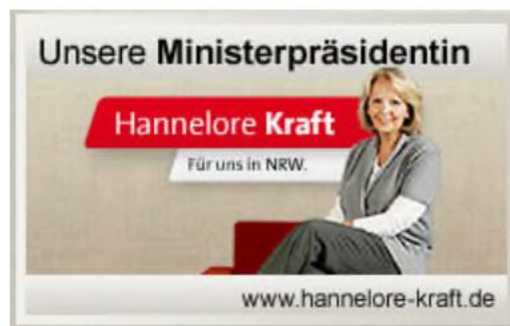 Unsere Ministerpräsidentin
Hannelore Kraft
Für uns in NRW.
www.hannelore-kraft.de